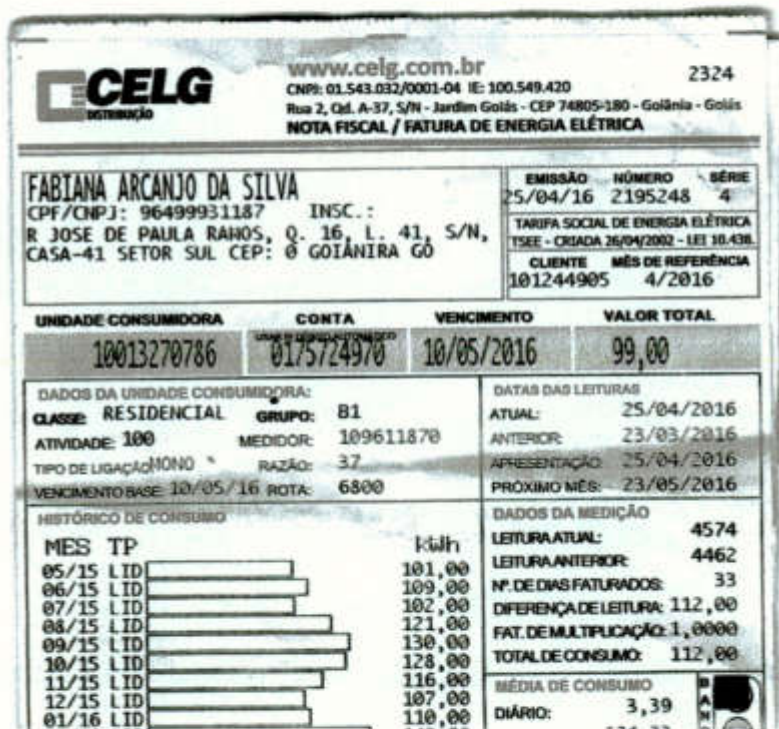 CELG
DISTRIBUIÇÃO
www.celg.com.br
2324
CNPJ: 01.543.032/0001-04 IE: 100.549.420
Rua 2, Qd. A-37, S/N - Jardim Goiás - CEP 74805-180 - Goiânia - Goiás
NOTA FISCAL / FATURA DE ENERGIA ELÉTRICA
FABIANA ARCANJO DA SILVA
CPF/CNPJ: 96499931187 INSC.:
R JOSE DE PAULA RAMOS, Q. 16, L. 41, S/N,
CASA-41 SETOR SUL CEP: 0 GOIANIRA GO
EMISSÃO NÚMERO SÉRIE
25/04/16 2195248 4
TARIFA SOCIAL DE ENERGIA ELÉTRICA
TSEE - CRIADA 26/04/2002 - LEI 10.438.
CLIENTE MÊS DE REFERÊNCIA
101244905 4/2016
UNIDADE CONSUMIDORA CONTA VENCIMENTO VALOR TOTAL
10013270786 0175724970 10/05/2016 99,00
DADOS DA UNIDADE CONSUMIDORA:
CLASSE: RESIDENCIAL GRUPO: B1
ATIVIDADE: 100 MEDIDOR: 109611870
TIPO DE LIGAÇÃO MONO RAZÃO: 37
VENCIMENTO BASE: 10/05/16 ROTA: 6800
DATAS DAS LEITURAS
ATUAL: 25/04/2016
ANTERIOR: 23/03/2016
APRESENTAÇÃO: 25/04/2016
PRÓXIMO MÊS: 23/05/2016
HISTÓRICO DE CONSUMO
MES TP kWh
05/15 LID 101,00
06/15 LID 109,00
07/15 LID 102,00
08/15 LID 121,00
09/15 LID 130,00
10/15 LID 128,00
11/15 LID 116,00
12/15 LID 107,00
01/16 LID 110,00
DADOS DA MEDIÇÃO
LEITURA ATUAL: 4574
LEITURA ANTERIOR: 4462
Nº. DE DIAS FATURADOS: 33
DIFERENÇA DE LEITURA: 112,00
FAT. DE MULTIPLICAÇÃO: 1,0000
TOTAL DE CONSUMO: 112,00
MÉDIA DE CONSUMO
DIÁRIO: 3,39
B
A
N